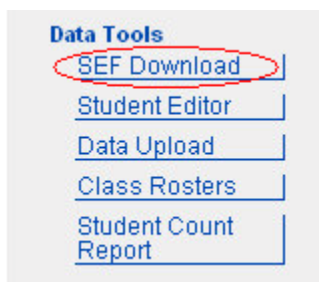 Data Tools
SEF Download
Student Editor
Data Upload
Class Rosters
Student Count
Report